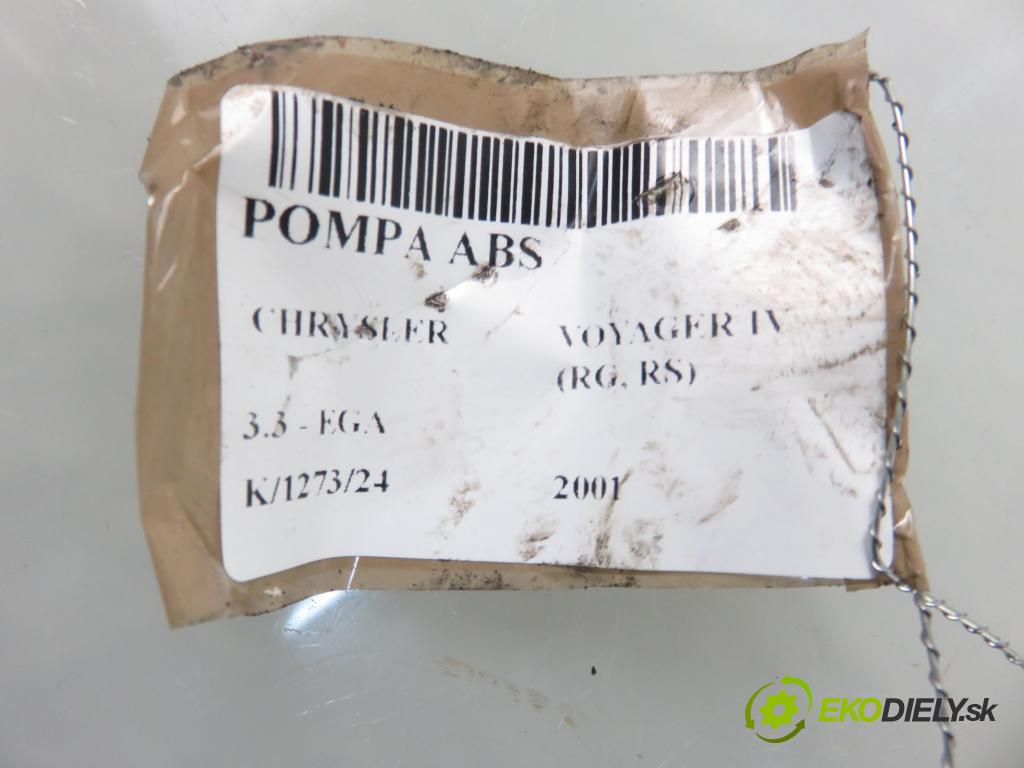 POMPA ABS
CHRYSLER VOYAGER IV
(RG, RS)
3.3 - EGA
K/1273/24 2001
EKODIELY.sk